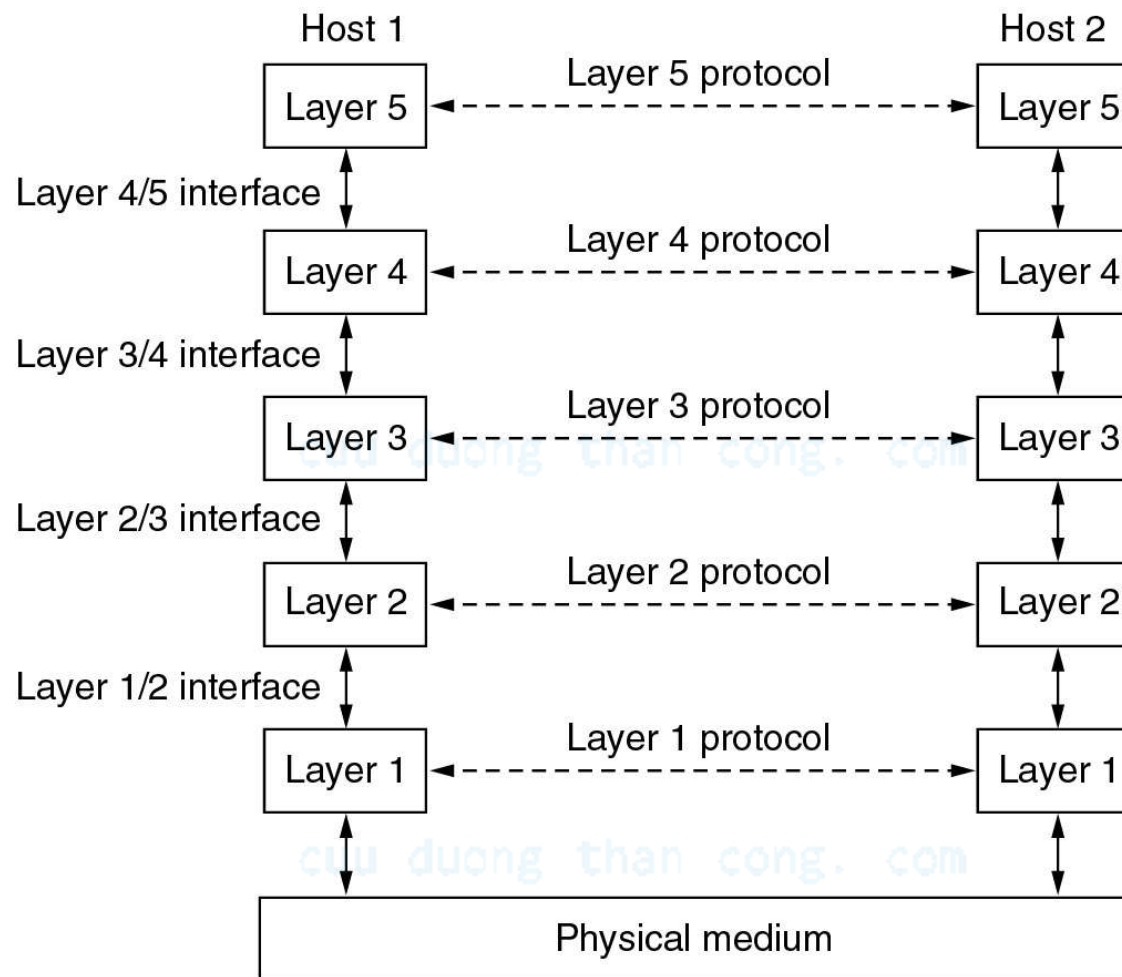 Host 1
Host 2
Layer 5 protocol
Layer 5
Layer 5
Layer 4/5 interface
Layer 4 protocol
Layer 4
Layer 4
Layer 3/4 interface
Layer 3 protocol
Layer 3
Layer 3
cuu duong than cong. com
Layer 2/3 interface
Layer 2 protocol
Layer 2
Layer 2
Layer 1/2 interface
Layer 1 protocol
Layer 1
Layer 1
cuu duong than cong. com
Physical medium